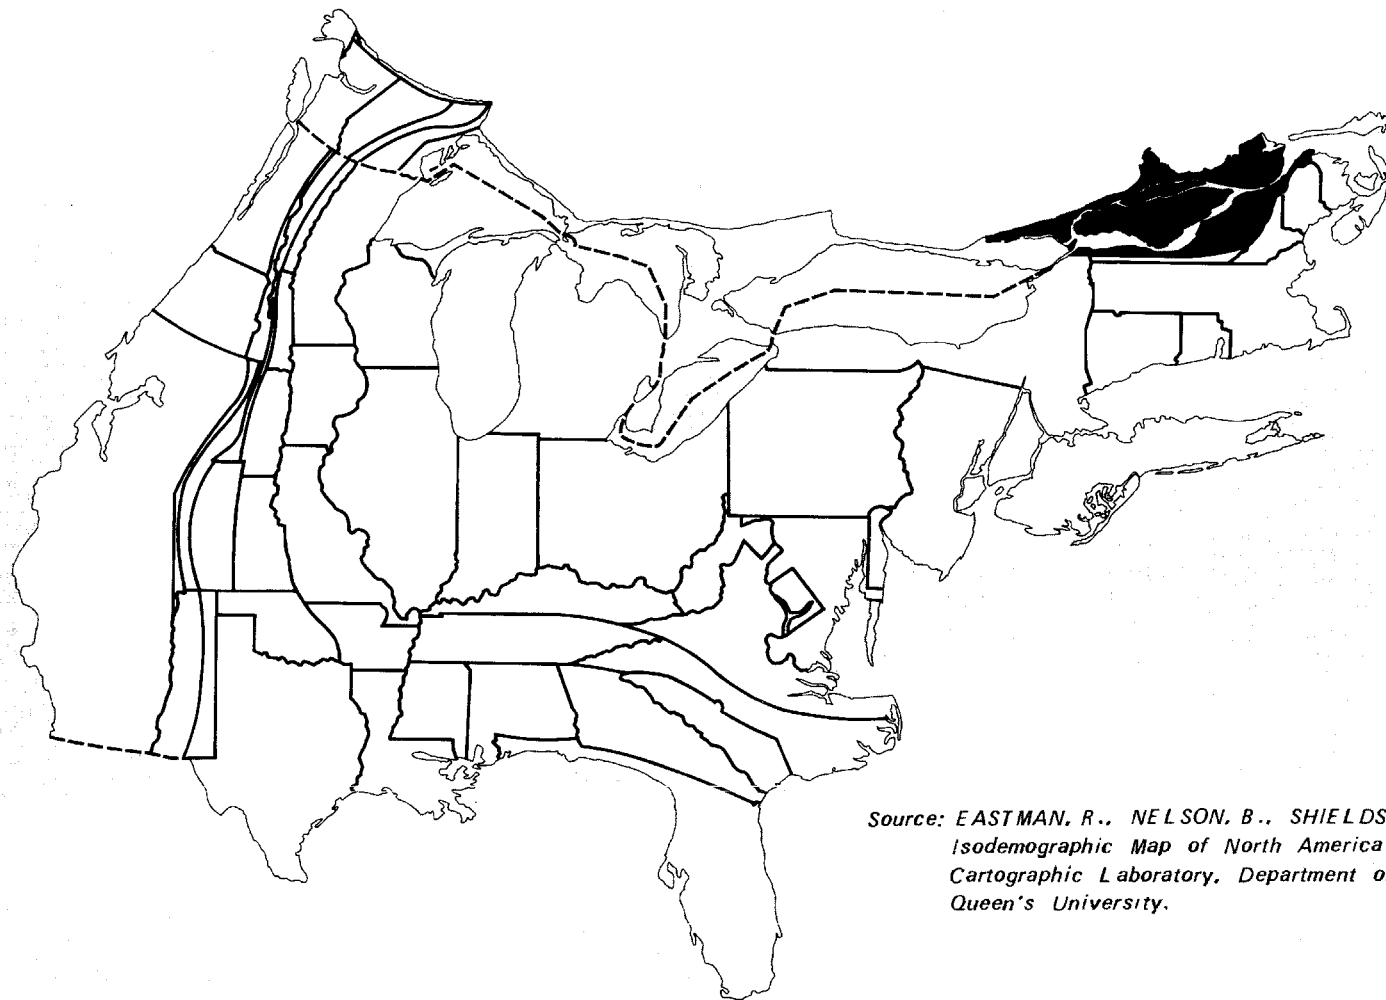 Source: EASTMAN, R., NELSON, B., SHIELDS
Isodemographic Map of North America
Cartographic Laboratory, Department o
Queen's University.